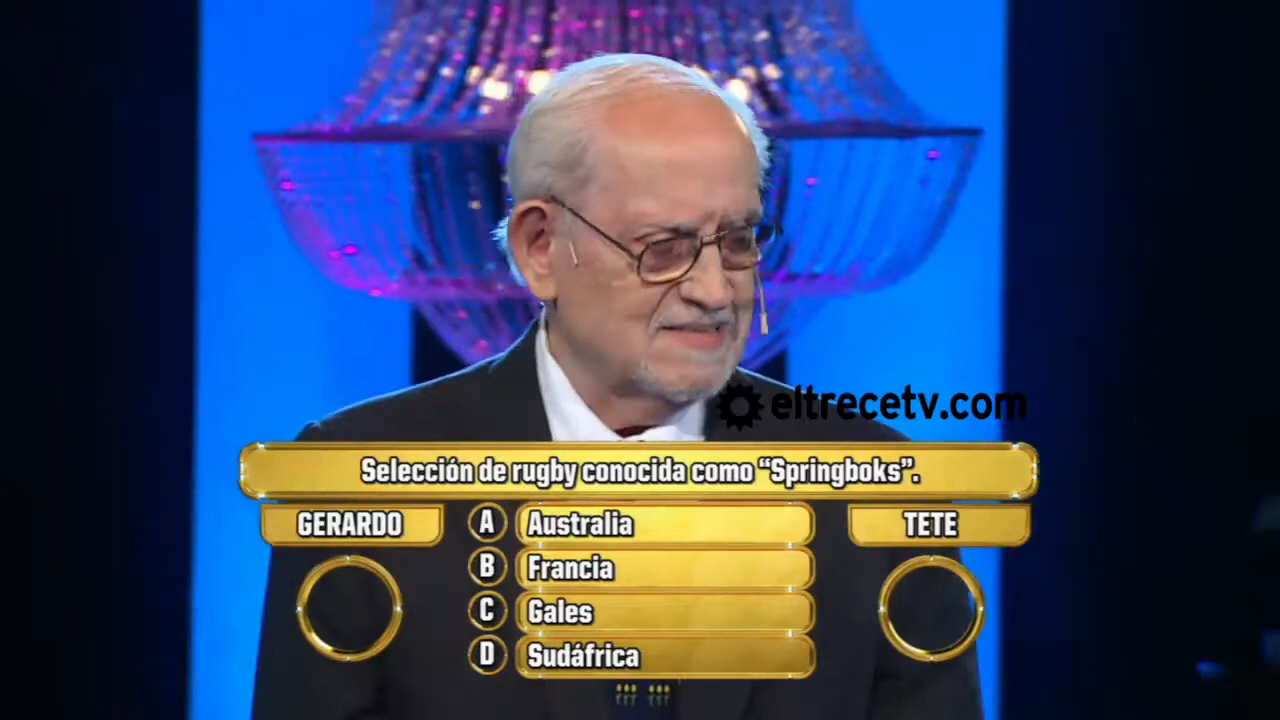 eltrecetv.com
Selección de rugby conocida como “Springboks”.
GERARDO
TETE
A Australia
B Francia
C Gales
D Sudáfrica